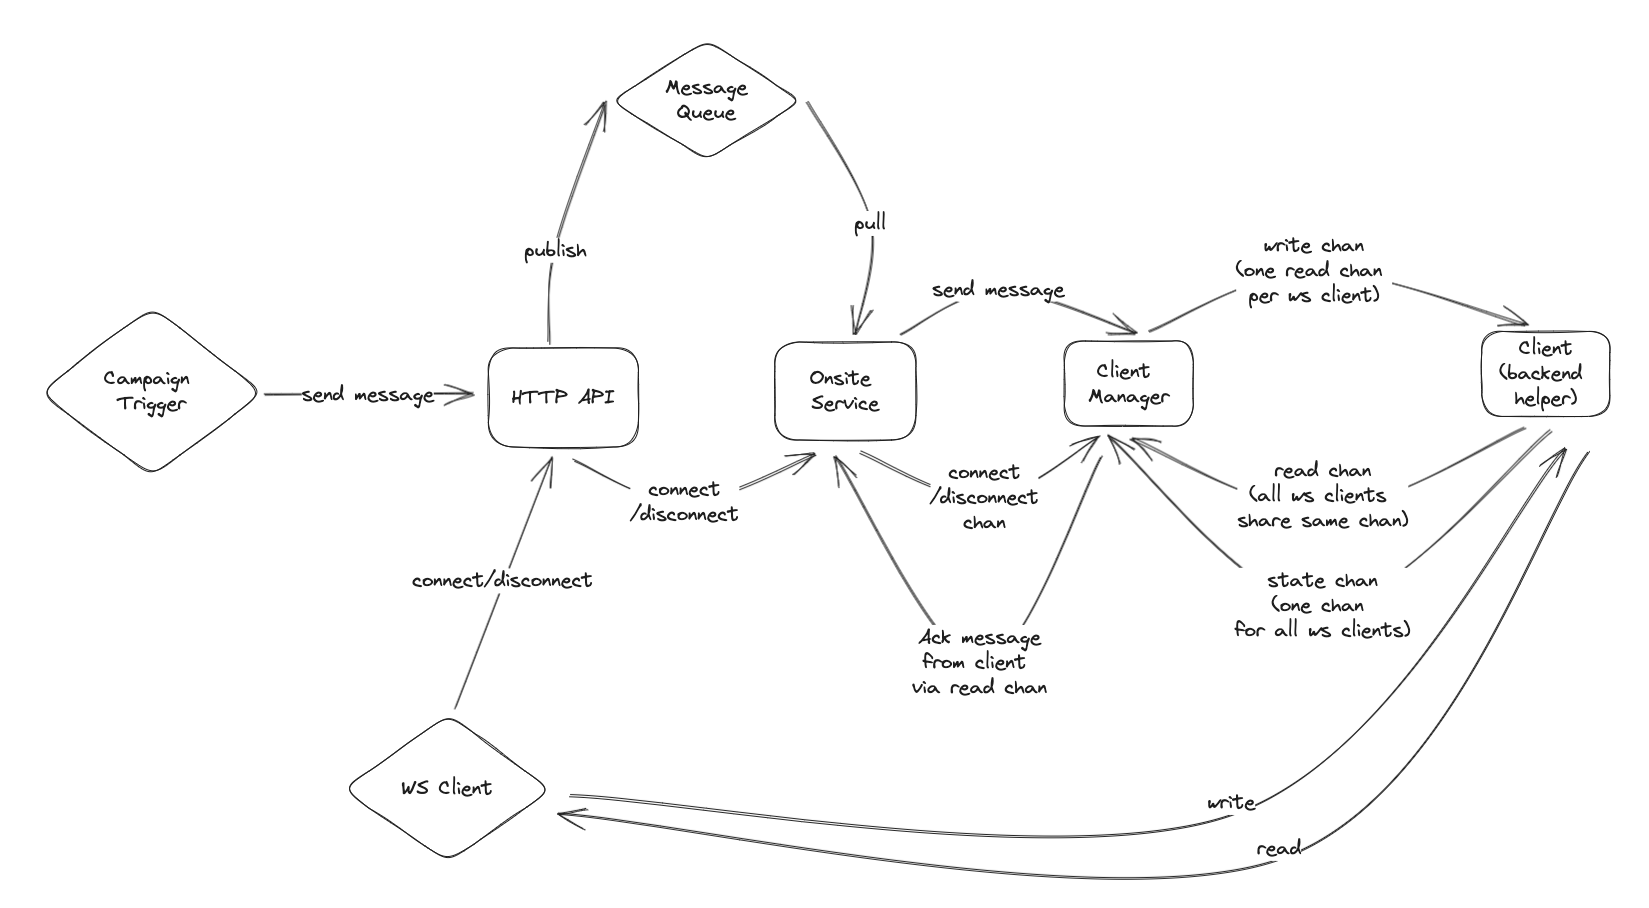 Message
Queue
publish
pull
write chan
(one read chan
per ws client)
send message
Campaign
Trigger
send message
HTTP API
Onsite
Service
Client
Manager
Client
(backend
helper)
connect
/disconnect
connect
/disconnect
chan
read chan
(all ws clients
share same chan)
connect/disconnect
state chan
(one chan
for all ws clients)
Ack message
from client
via read chan
WS Client
write
read